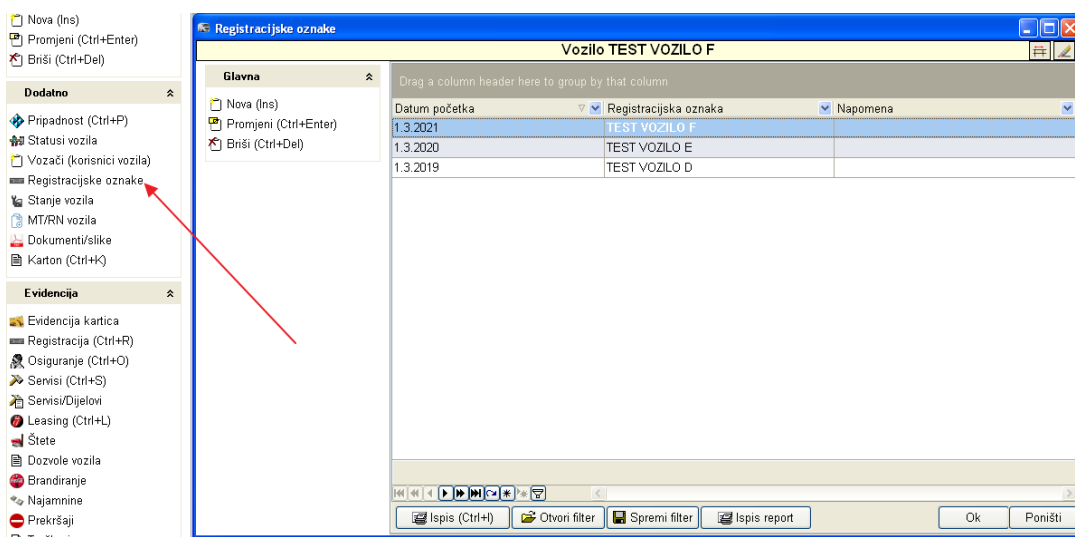 Nova (Ins)
Promjeni (Ctrl+Enter)
Briši (Ctrl+Del)
Dodatno
Pripadnost (Ctrl+P)
Statusi vozila
Vozači (korisnici vozila)
Registracijske oznake
Stanje vozila
MT/RN vozila
Dokumenti/slike
Karton (Ctrl+K)
Evidencija
Evidencija kartica
Registracija (Ctrl+R)
Osiguranje (Ctrl+O)
Servisi (Ctrl+S)
Servisi/Dijelovi
Leasing (Ctrl+L)
Štete
Dozvole vozila
Brandiranje
Najamnine
Prekršaji
Registracijske oznake
Vozilo TEST VOZILO F
Glavna
Nova (Ins)
Promjeni (Ctrl+Enter)
Briši (Ctrl+Del)
Drag a column header here to group by that column
Datum početka Registracijska oznaka Napomena
1.3.2021 TEST VOZILO F
1.3.2020 TEST VOZILO E
1.3.2019 TEST VOZILO D
Ispis (Ctrl+I) Otvori filter Spremi filter Ispis report Ok Poništi